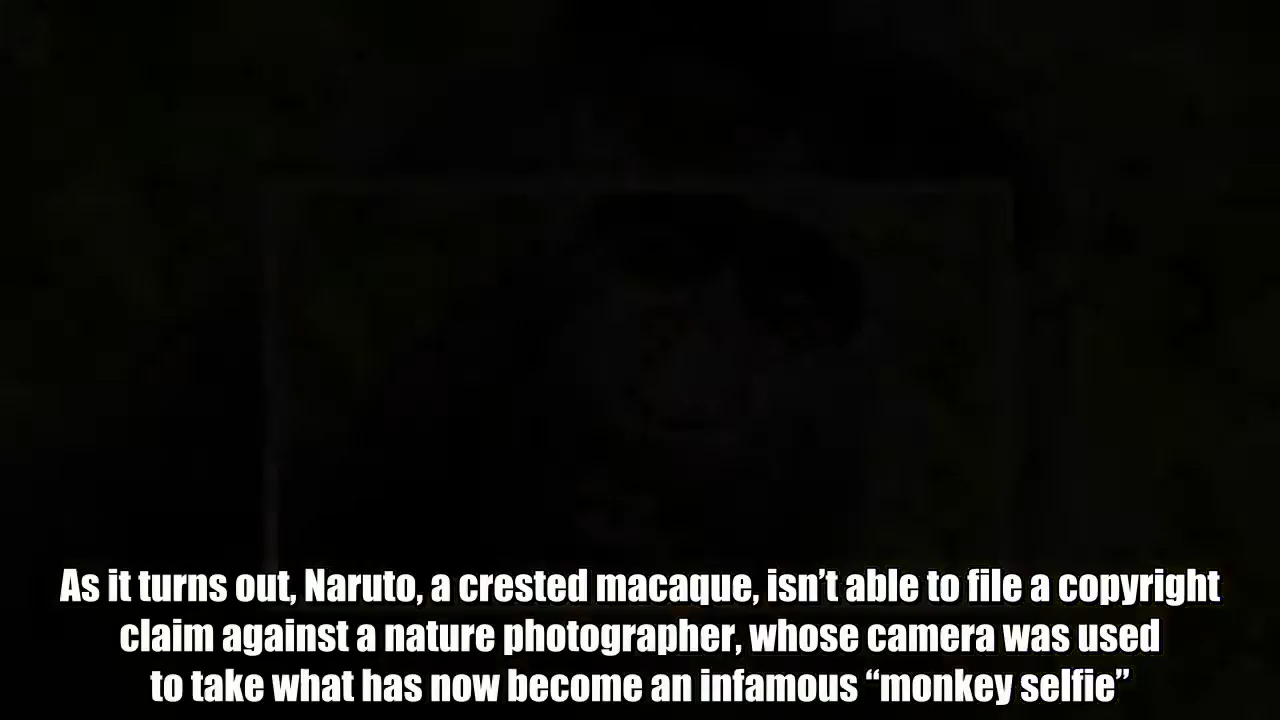 As it turns out, Naruto, a crested macaque, isn’t able to file a copyright
claim against a nature photographer, whose camera was used
to take what has now become an infamous “monkey selfie”